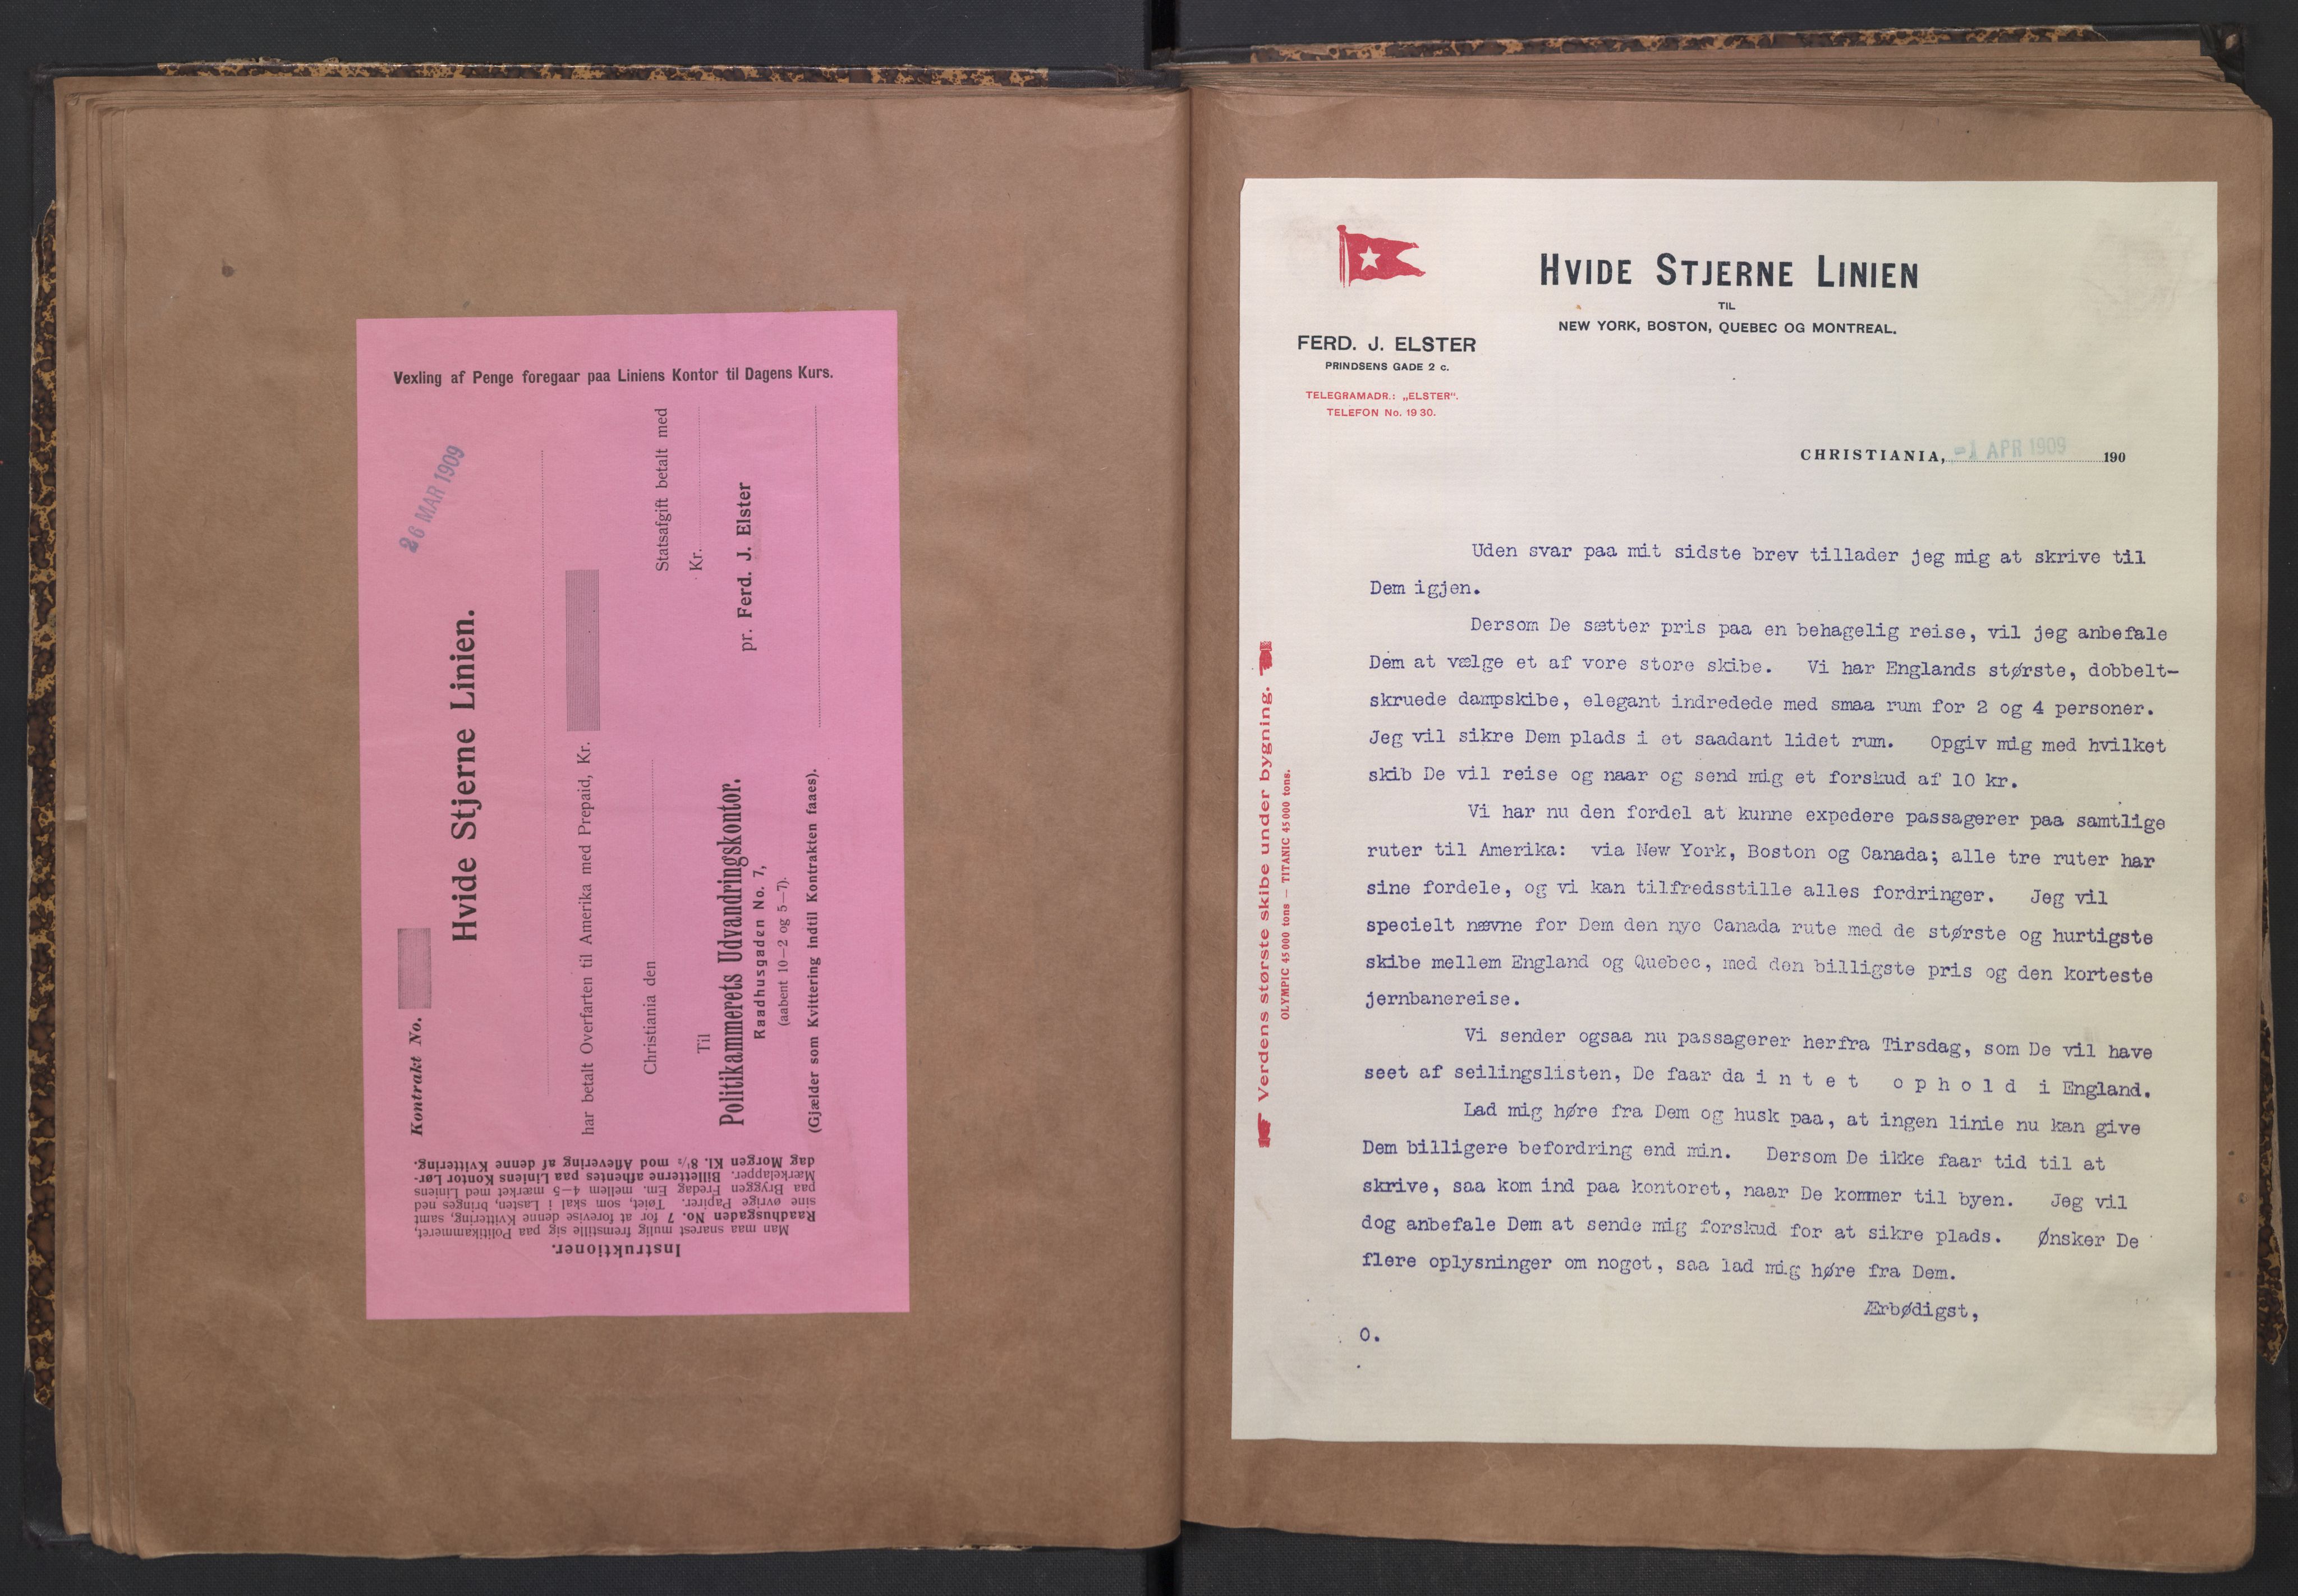 Vexling af Penge foregaar paa Liniens Kontor til Dagens Kurs.
26 MAR 1909
Kontrakt No.
Hvide Stjerne Linien.
har betalt Overfarten til Amerika med Prepaid, Kr.
Christiania den
Statsafgift betalt med
Kr.
Til
Politikammerets Udvandringskontor.
Raadhusgaden No. 7,
(aabent 10—2 og 5—7).
pr. Ferd. J. Elster
(Gjælder som Kvittering indtil Kontrakten faaes).
Instruktioner.
Man maa snarest mulig fremstille sig paa Politikammeret,
Raadhusgaden No. 7 for at forevise denne Kvittering, samt
sine øvrige Papirer. Tøiet, som skal i Lasten, bringes ned
paa Bryggen Fredag Em. mellem 4—5 mærket med Liniens
Mærkelapper. Billetterne afhentes paa Liniens Kontor Lør-
dag Morgen Kl. 8½ mod Aflevering af denne Kvittering.
HVIDE STJERNE LINIEN
TIL
NEW YORK, BOSTON, QUEBEC OG MONTREAL.
FERD. J. ELSTER
PRINDSENS GADE 2 c.
TELEGRAMADR.: „ELSTER".
TELEFON No. 19 30.
CHRISTIANIA, -1 APR 1909 190
Verdens største skibe under bygning.
OLYMPIC 45000 tons — TITANIC 45000 tons.
Uden svar paa mit sidste brev tillader jeg mig at skrive til
Dem igjen.
Dersom De sætter pris paa en behagelig reise, vil jeg anbefale
Dem at vælge et af vore store skibe. Vi har Englands største, dobbelt-
skruede dampskibe, elegant indredede med smaa rum for 2 og 4 personer.
Jeg vil sikre Dem plads i et saadant lidet rum. Opgiv mig med hvilket
skib De vil reise og naar og send mig et forskud af 10 kr.
Vi har nu den fordel at kunne expedere passagerer paa samtlige
ruter til Amerika: via New York, Boston og Canada; alle tre ruter har
sine fordele, og vi kan tilfredsstille alles fordringer. Jeg vil
specielt nævne for Dem den nye Canada rute med de største og hurtigste
skibe mellem England og Quebec, med den billigste pris og den korteste
jernbanereise.
Vi sender ogsaa nu passagerer herfra Tirsdag, som De vil have
seet af seilingslisten, De faar da i n t e t o p h o l d i England.
Lad mig høre fra Dem og husk paa, at ingen linie nu kan give
Dem billigere befordring end min. Dersom De ikke faar tid til at
skrive, saa kom ind paa kontoret, naar De kommer til byen. Jeg vil
dog anbefale Dem at sende mig forskud for at sikre plads. Ønsker De
flere oplysninger om noget, saa lad mig høre fra Dem.
Ærbødigst,
O.